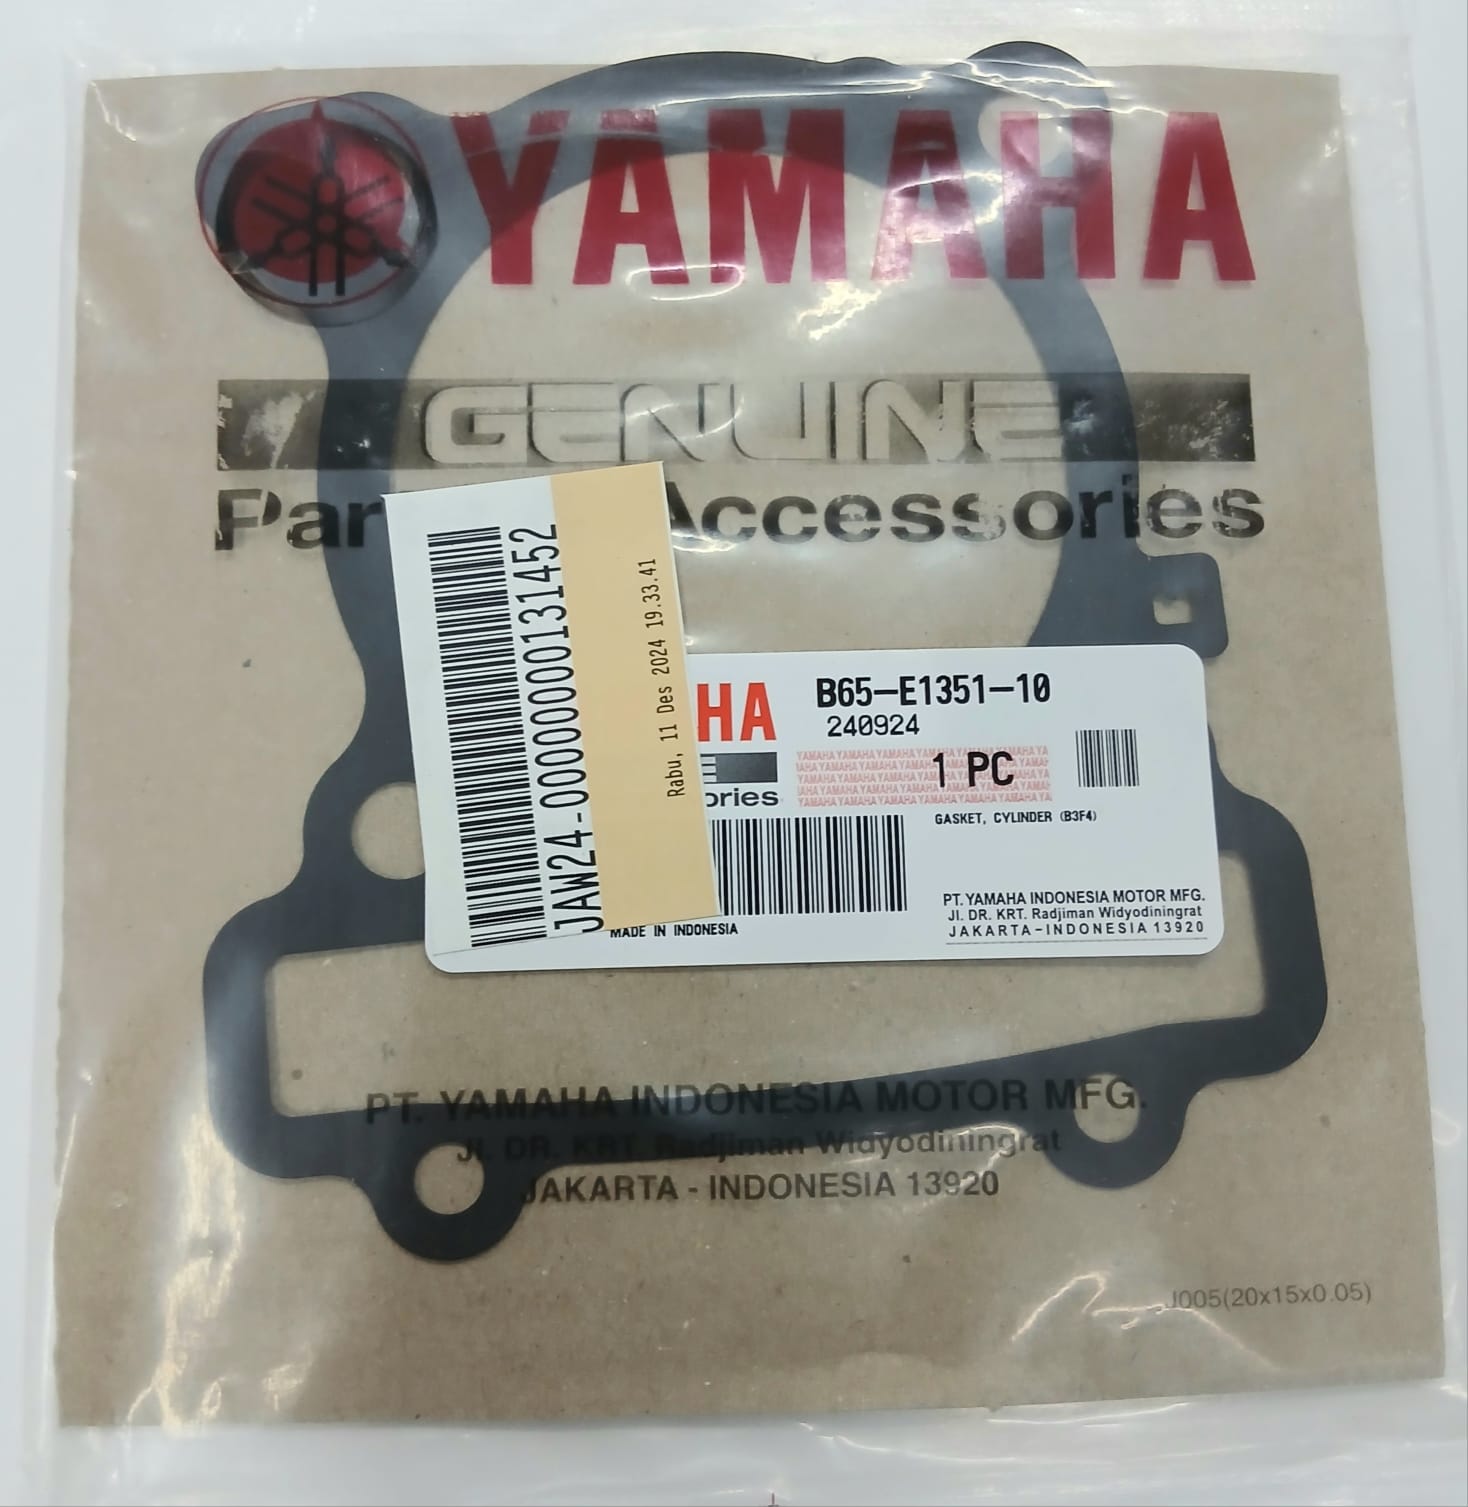 YAMAHA
GENUINE
Par Accessories
JAW24-0000000000131452
Rabu, 11 Des 2024 19.33.41
HA
ories
B65-E1351-10
240924
1 PC
GASKET, CYLINDER (B3F4)
MADE IN INDONESIA
PT. YAMAHA INDONESIA MOTOR MFG.
Jl. DR. KRT. Radjiman Widyodiningrat
JAKARTA-INDONESIA 13920
PT. YAMAHA INDONESIA MOTOR MFG.
Jl. DR. KRT. Radjiman Widyodiningrat
JAKARTA - INDONESIA 13920
J005(20x15x0.05)